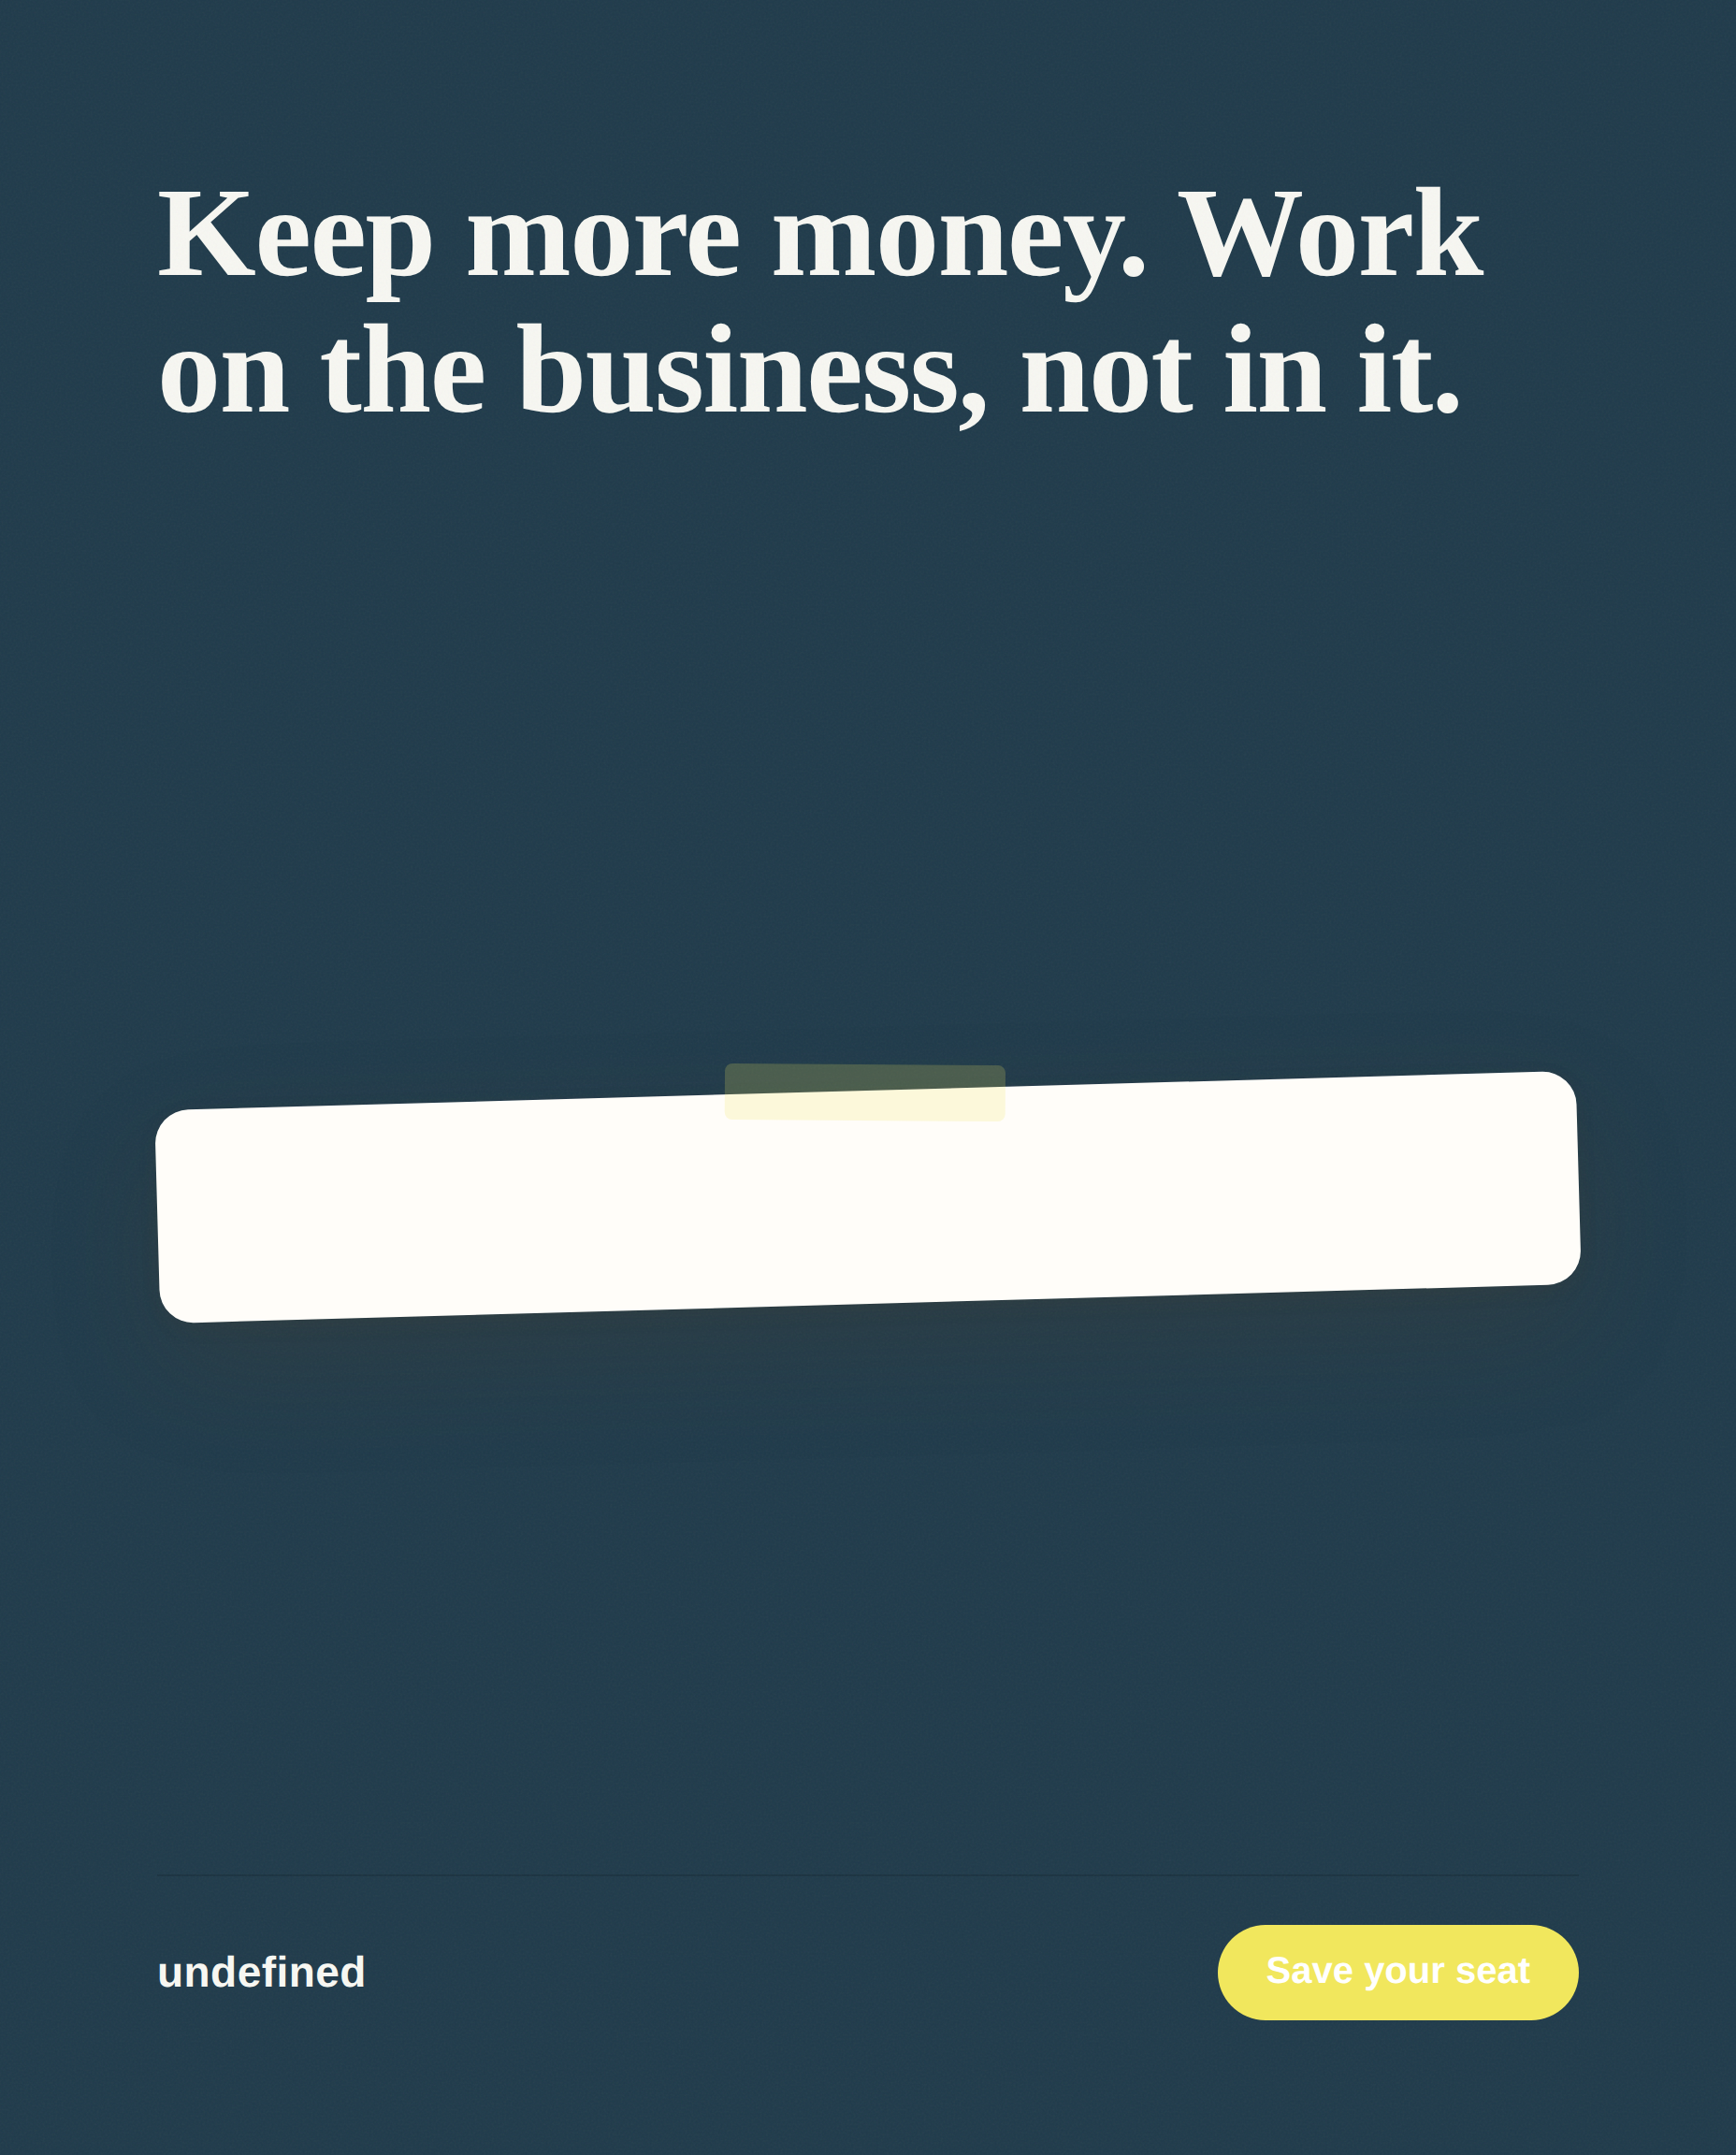 Keep more money. Work
on the business, not in it.
undefined
Save your seat